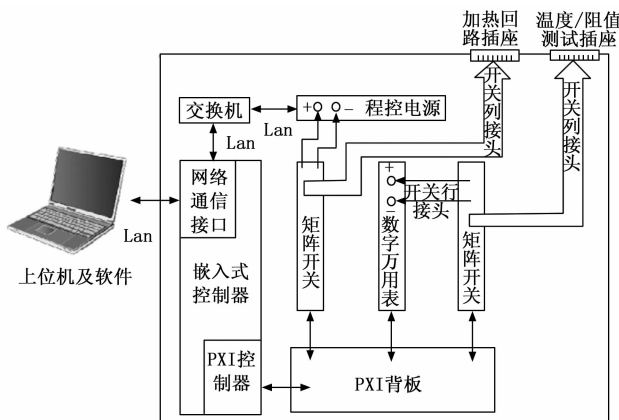 加热回
路插座
温度/阻值
测试插座
开关列接头
开关列接头
交换机
Lan
Lan
+
−
程控电源
网络
通信
接口
Lan
上位机及软件
嵌入式
控制器
矩阵开关
+
−
数字万用表
开关行
接头
矩阵开关
PXI控
制器
PXI背板